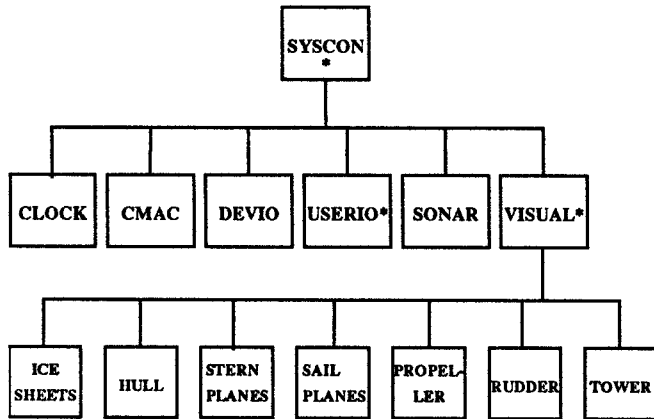 SYSCON
*
CLOCK
CMAC
DEVIO
USERIO*
SONAR
VISUAL*
ICE
SHEETS
HULL
STERN
PLANES
SAIL
PLANES
PROPEL-
LER
RUDDER
TOWER